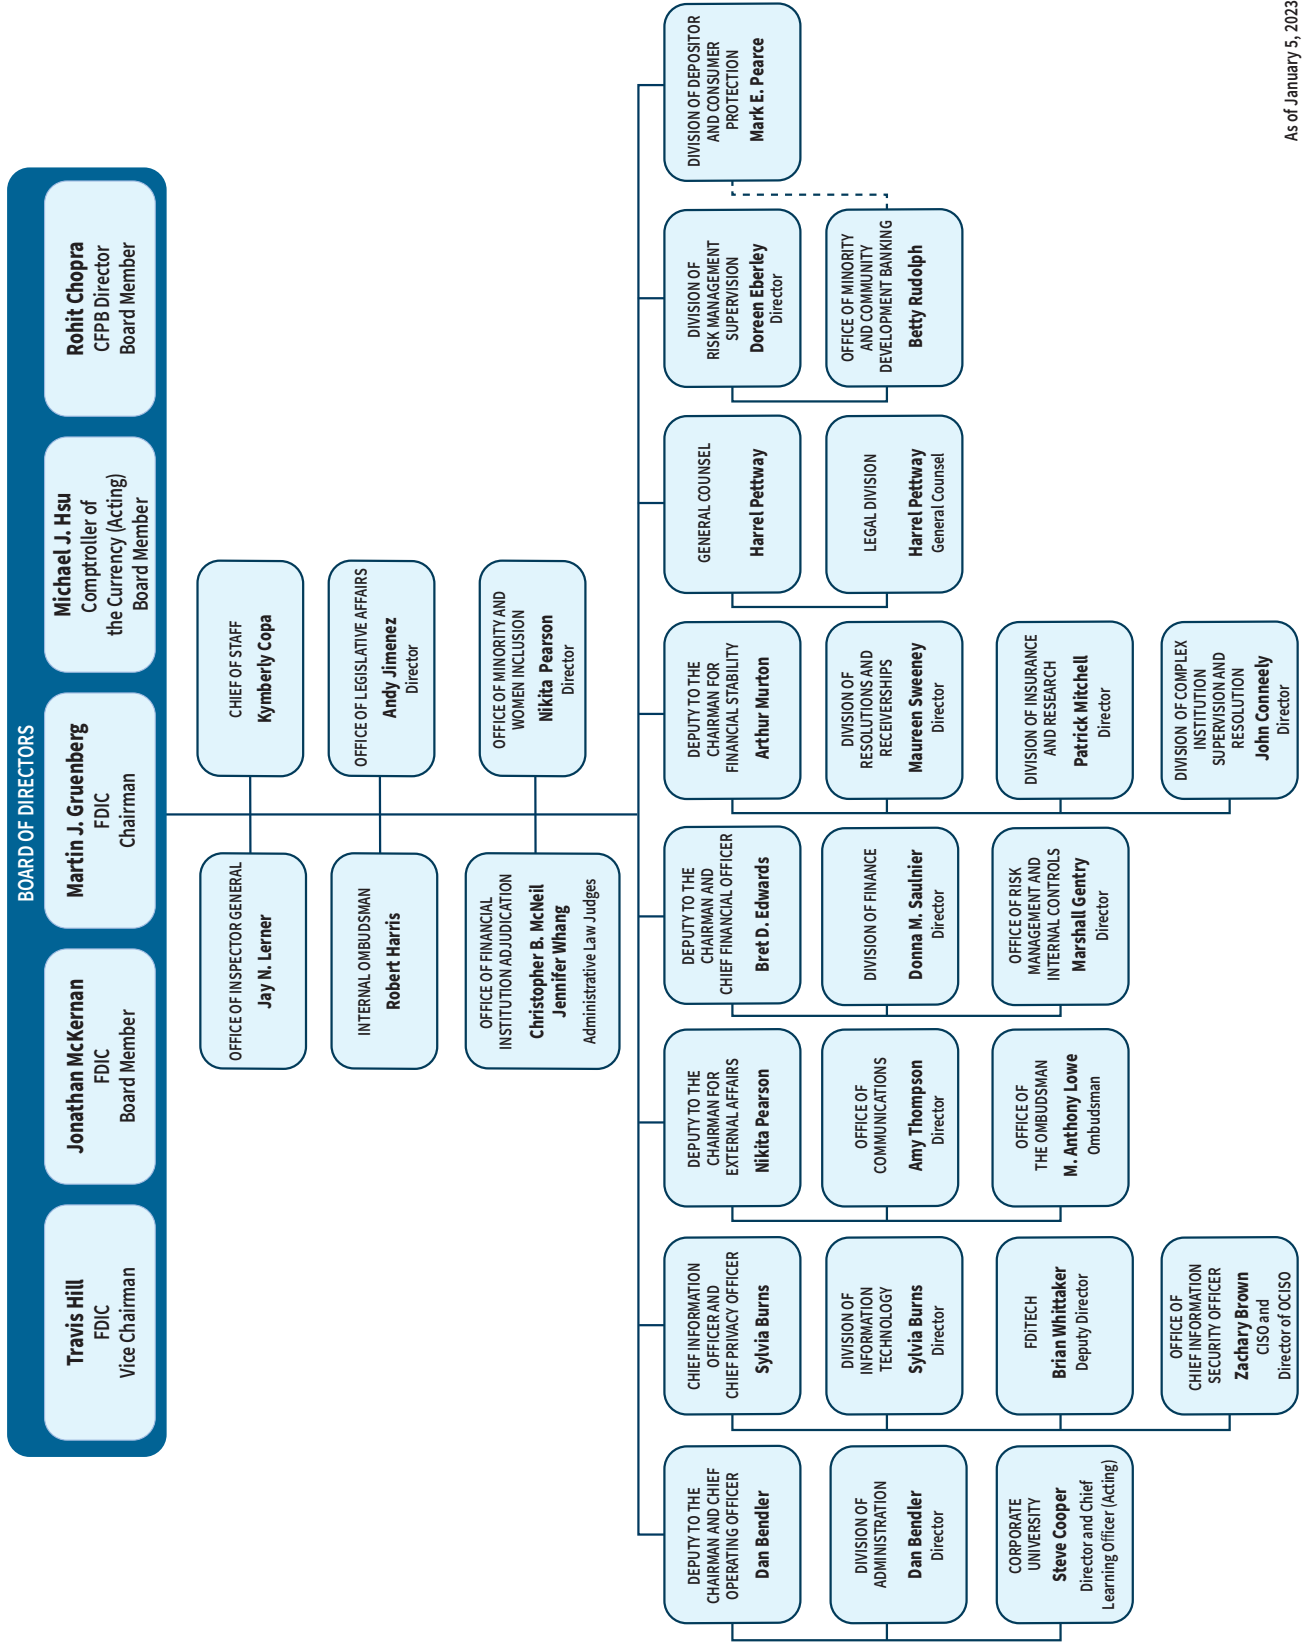 BOARD OF DIRECTORS
Travis Hill
FDIC
Vice Chairman
Jonathan McKernan
FDIC
Board Member
Martin J. Gruenberg
FDIC
Chairman
Michael J. Hsu
Comptroller of
the Currency (Acting)
Board Member
Rohit Chopra
CFPB Director
Board Member
OFFICE OF INSPECTOR GENERAL
Jay N. Lerner
CHIEF OF STAFF
Kymberly Copa
INTERNAL OMBUDSMAN
Robert Harris
OFFICE OF LEGISLATIVE AFFAIRS
Andy Jimenez
Director
OFFICE OF FINANCIAL
INSTITUTION ADJUDICATION
Christopher B. McNeil
Jennifer Whang
Administrative Law Judges
OFFICE OF MINORITY AND
WOMEN INCLUSION
Nikita Pearson
Director
DEPUTY TO THE
CHAIRMAN AND CHIEF
OPERATING OFFICER
Dan Bendler
DIVISION OF
ADMINISTRATION
Dan Bendler
Director
CORPORATE
UNIVERSITY
Steve Cooper
Director and Chief
Learning Officer (Acting)
CHIEF INFORMATION
OFFICER AND
CHIEF PRIVACY OFFICER
Sylvia Burns
DIVISION OF
INFORMATION
TECHNOLOGY
Sylvia Burns
Director
FDiTECH
Brian Whittaker
Deputy Director
OFFICE OF
CHIEF INFORMATION
SECURITY OFFICER
Zachary Brown
CISO and
Director of OCISO
DEPUTY TO THE
CHAIRMAN FOR
EXTERNAL AFFAIRS
Nikita Pearson
OFFICE OF
COMMUNICATIONS
Amy Thompson
Director
OFFICE OF
THE OMBUDSMAN
M. Anthony Lowe
Ombudsman
DEPUTY TO THE
CHAIRMAN AND
CHIEF FINANCIAL OFFICER
Bret D. Edwards
DIVISION OF FINANCE
Donna M. Saulnier
Director
OFFICE OF RISK
MANAGEMENT AND
INTERNAL CONTROLS
Marshall Gentry
Director
DEPUTY TO THE
CHAIRMAN FOR
FINANCIAL STABILITY
Arthur Murton
DIVISION OF
RESOLUTIONS AND
RECEIVERSHIPS
Maureen Sweeney
Director
DIVISION OF INSURANCE
AND RESEARCH
Patrick Mitchell
Director
DIVISION OF COMPLEX
INSTITUTION
SUPERVISION AND
RESOLUTION
John Conneely
Director
GENERAL COUNSEL
Harrel Pettway
LEGAL DIVISION
Harrel Pettway
General Counsel
DIVISION OF
RISK MANAGEMENT
SUPERVISION
Doreen Eberley
Director
OFFICE OF MINORITY
AND COMMUNITY
DEVELOPMENT BANKING
Betty Rudolph
DIVISION OF DEPOSITOR
AND CONSUMER
PROTECTION
Mark E. Pearce
As of January 5, 2023